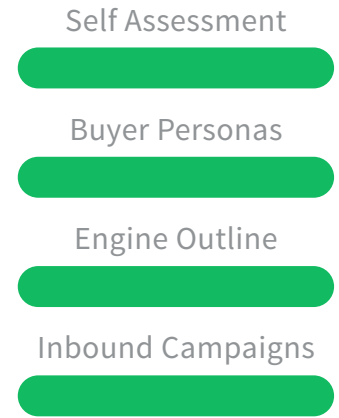 Self Assessment
Buyer Personas
Engine Outline
Inbound Campaigns